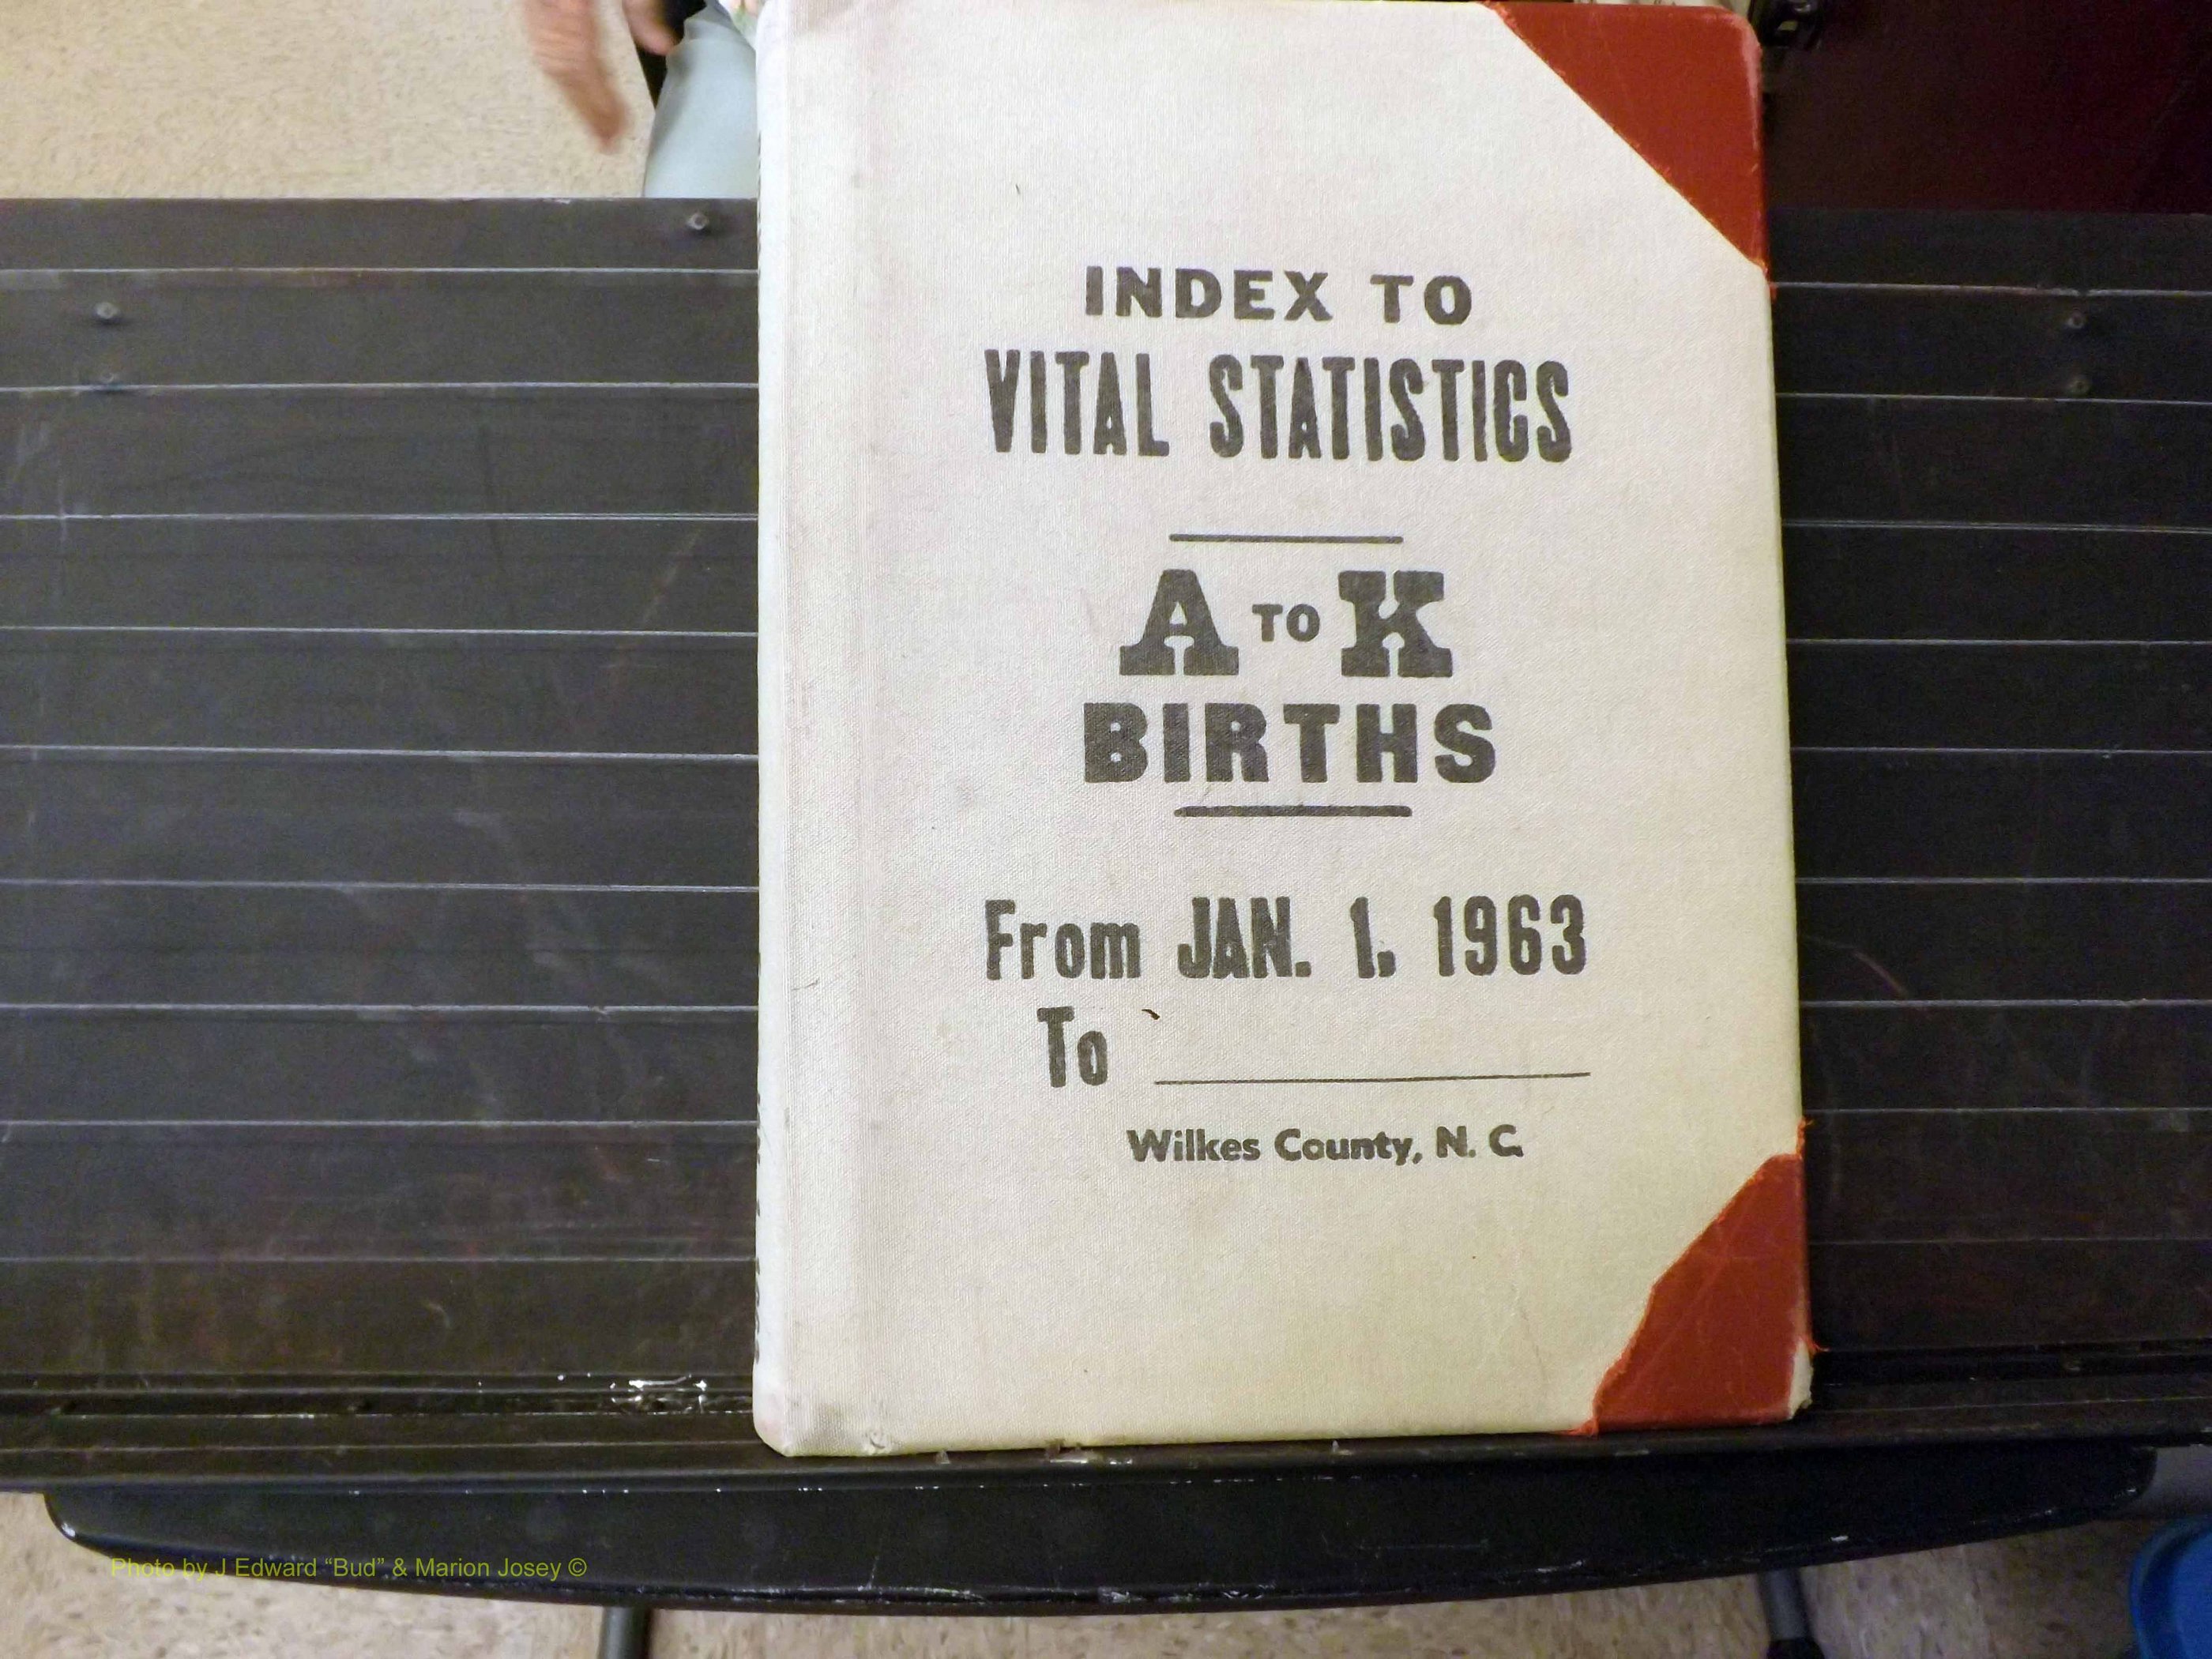 INDEX TO
VITAL STATISTICS
A TO K
BIRTHS
From JAN. 1, 1963
To
Wilkes County, N. C.
Photo by J Edward “Bud” & Marion Josey ©